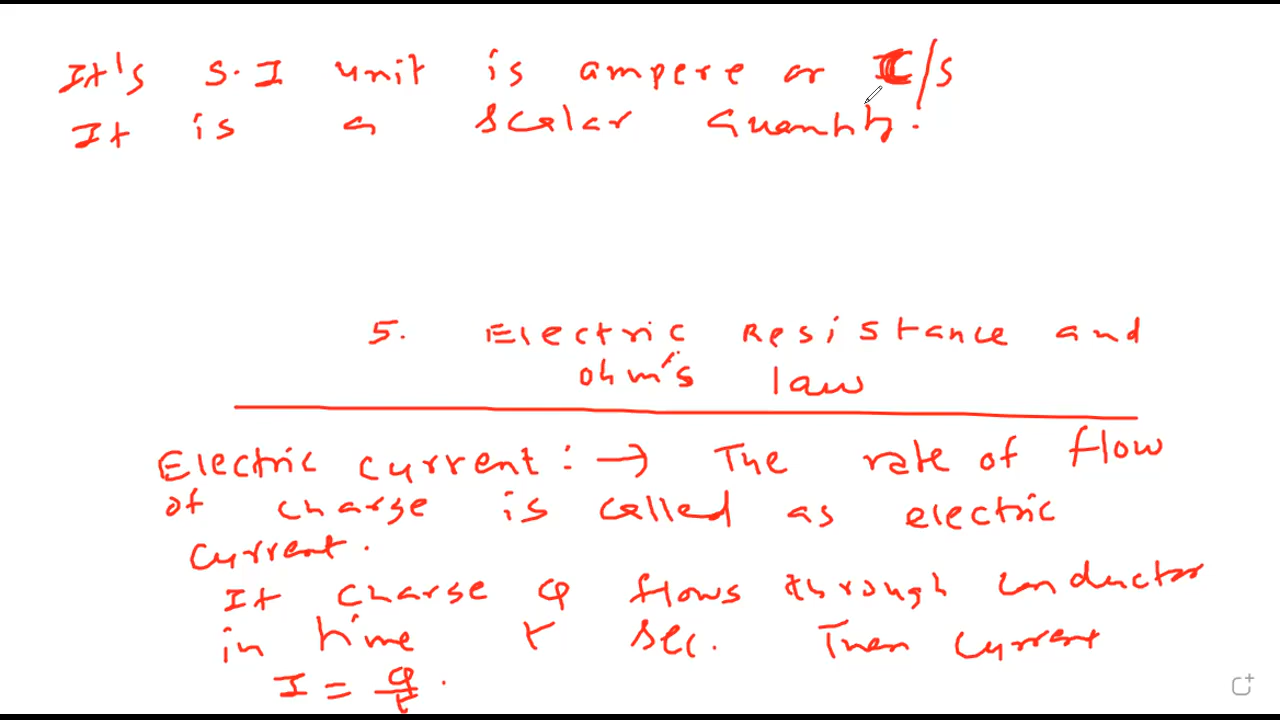 It's S.I unit is ampere or C/s
It is a scalar quantity.
5. Electric Resistance and
ohm's law
Electric current :→ The rate of flow
of charge is called as electric
current.
If charge q flows through conductor
in time t sec. Then current
I = q/t.